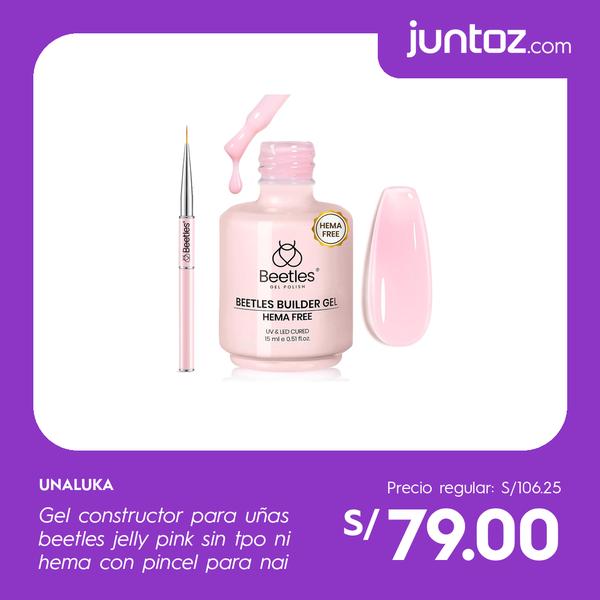 juntoz.com
HEMA
FREE
Beetles®
Beetles®
GEL POLISH
BEETLES BUILDER GEL
HEMA FREE
UV & LED CURED
15 ml e 0.51 fl.oz.
UNALUKA
Gel constructor para uñas
beetles jelly pink sin tpo ni
hema con pincel para nai
Precio regular: S/106.25
S/79.00